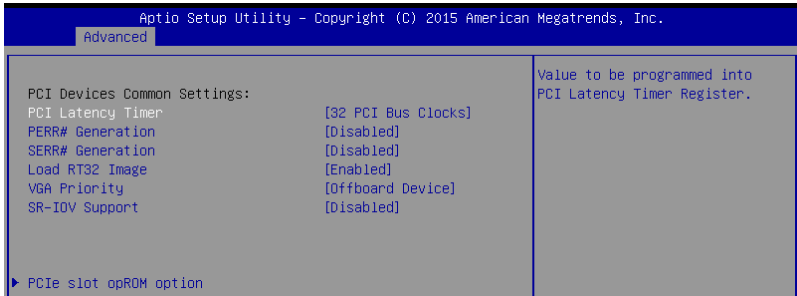 Aptio Setup Utility – Copyright (C) 2015 American Megatrends, Inc.
Advanced
PCI Devices Common Settings:
PCI Latency Timer [32 PCI Bus Clocks]
PERR# Generation [Disabled]
SERR# Generation [Disabled]
Load RT32 Image [Enabled]
VGA Priority [Offboard Device]
SR-IOV Support [Disabled]
PCIe slot opROM option
Value to be programmed into
PCI Latency Timer Register.